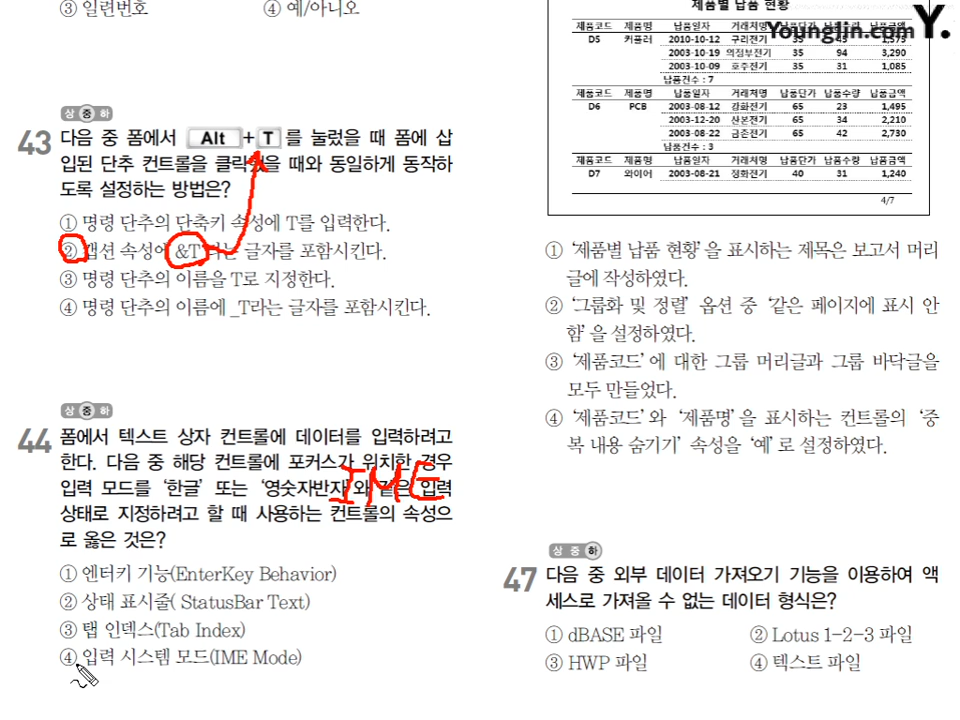 ③ 일련번호 ④ 예/아니오
상 중 하
43 다음 중 폼에서 Alt + T 를 눌렀을 때 폼에 삽
입된 단추 컨트롤을 클릭했을 때와 동일하게 동작하
도록 설정하는 방법은?
① 명령 단추의 단축키 속성에 T를 입력한다.
② 캡션 속성에 &T 라는 글자를 포함시킨다.
③ 명령 단추의 이름을 T로 지정한다.
④ 명령 단추의 이름에 _T라는 글자를 포함시킨다.
상 중 하
44 폼에서 텍스트 상자 컨트롤에 데이터를 입력하려고
한다. 다음 중 해당 컨트롤에 포커스가 위치한 경우
입력 모드를 '한글' 또는 '영숫자반자'와 같은 입력
IME
상태로 지정하려고 할 때 사용하는 컨트롤의 속성으
로 옳은 것은?
① 엔터키 기능(EnterKey Behavior)
② 상태 표시줄( StatusBar Text)
③ 탭 인덱스(Tab Index)
④ 입력 시스템 모드(IME Mode)
제품별 납품 현황
Youngjin.com Y.
제품코드 제품명 납품일자 거래처명 납품단가 납품수량 납품금액
D5 커플러 2010-10-12 구리전기 35 45 1,575
2003-10-19 의정부전기 35 94 3,290
2003-10-09 호주전기 35 31 1,085
납품건수 : 7
제품코드 제품명 납품일자 거래처명 납품단가 납품수량 납품금액
D6 PCB 2003-08-12 강화전기 65 23 1,495
2003-12-20 산본전기 65 34 2,210
2003-08-22 금촌전기 65 42 2,730
납품건수 : 3
제품코드 제품명 납품일자 거래처명 납품단가 납품수량 납품금액
D7 와이어 2003-08-21 정화전기 40 31 1,240
4/7
① '제품별 납품 현황'을 표시하는 제목은 보고서 머리
글에 작성하였다.
② '그룹화 및 정렬' 옵션 중 '같은 페이지에 표시 안
함'을 설정하였다.
③ '제품코드'에 대한 그룹 머리글과 그룹 바닥글을
모두 만들었다.
④ '제품코드'와 '제품명'을 표시하는 컨트롤의 '중
복 내용 숨기기' 속성을 '예'로 설정하였다.
상 중 하
47 다음 중 외부 데이터 가져오기 기능을 이용하여 액
세스로 가져올 수 없는 데이터 형식은?
① dBASE 파일 ② Lotus 1-2-3 파일
③ HWP 파일 ④ 텍스트 파일